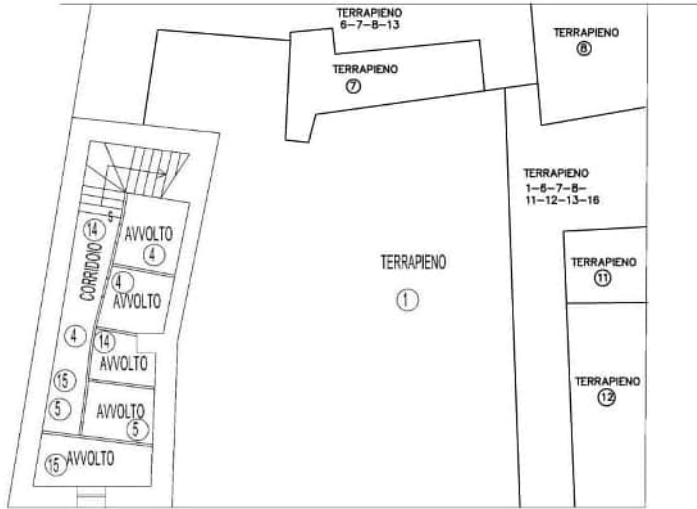 TERRAPIENO
6-7-8-13
TERRAPIENO
8
TERRAPIENO
7
TERRAPIENO
1-6-7-8-
11-12-13-16
5
14
AVVOLTO
4
CORRIDOIO
TERRAPIENO
1
TERRAPIENO
11
4
AVVOLTO
4
14
AVVOLTO
TERRAPIENO
12
15
5
AVVOLTO
5
15 AVVOLTO